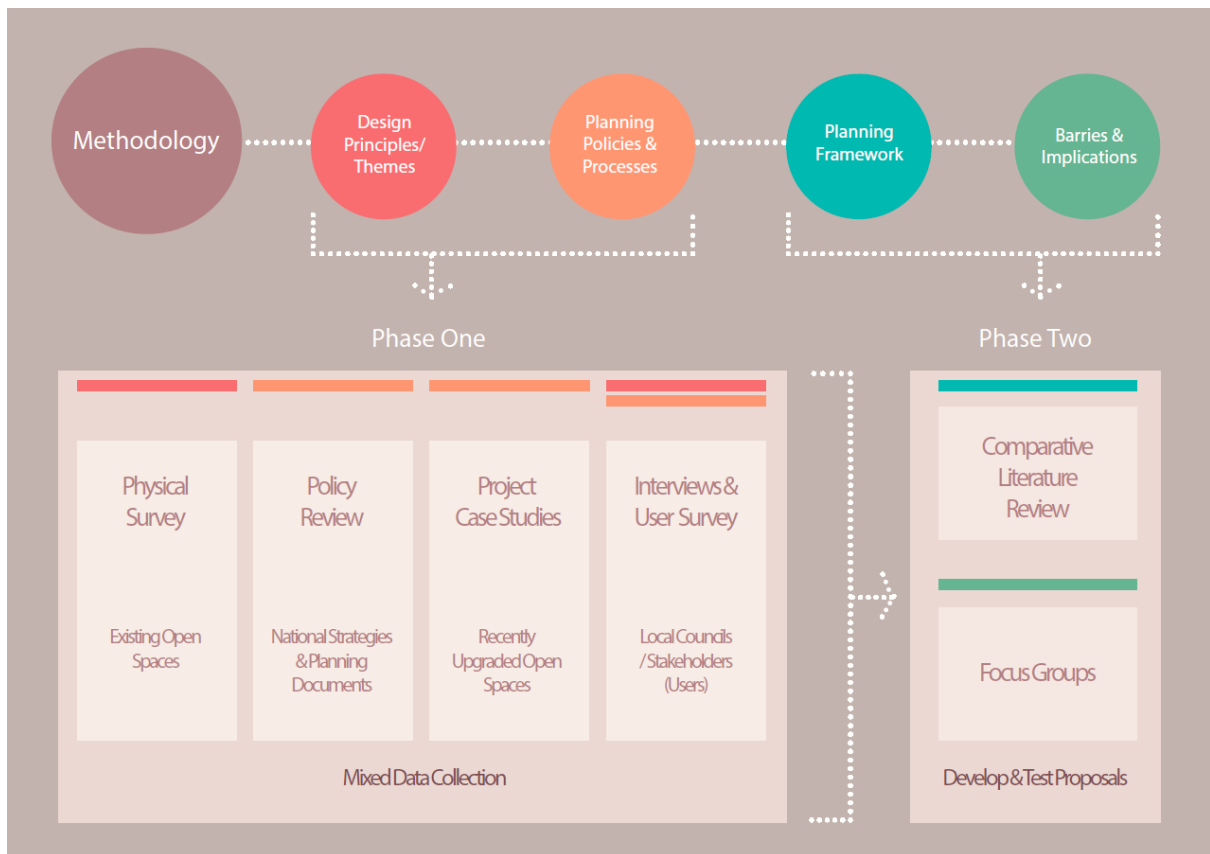 Methodology
Design
Principles/
Themes
Planning
Policies &
Processes
Planning
Framework
Barries &
Implications
Phase One
Phase Two
Physical
Survey
Existing Open
Spaces
Policy
Review
National Strategies
& Planning
Documents
Project
Case Studies
Recently
Upgraded Open
Spaces
Interviews &
User Survey
Local Councils
/ Stakeholders
(Users)
Mixed Data Collection
Comparative
Literature
Review
Focus Groups
Develop & Test Proposals